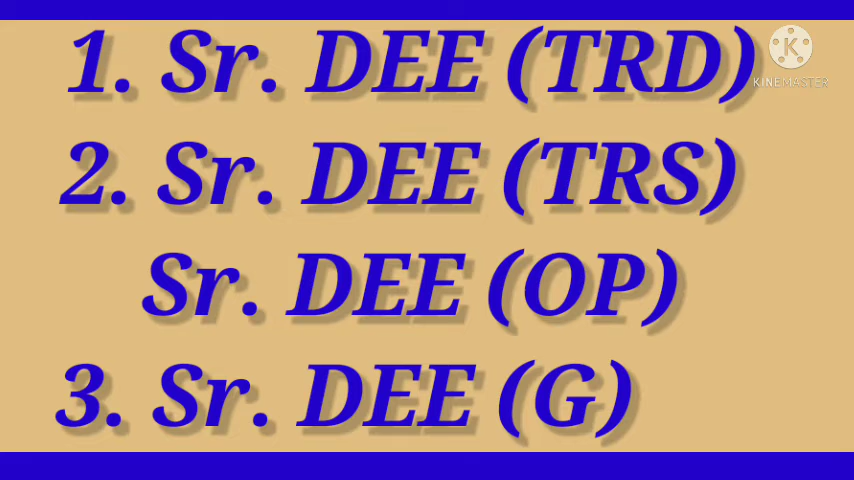 1. Sr. DEE (TRD)
K
KINEMASTER
2. Sr. DEE (TRS)
Sr. DEE (OP)
3. Sr. DEE (G)